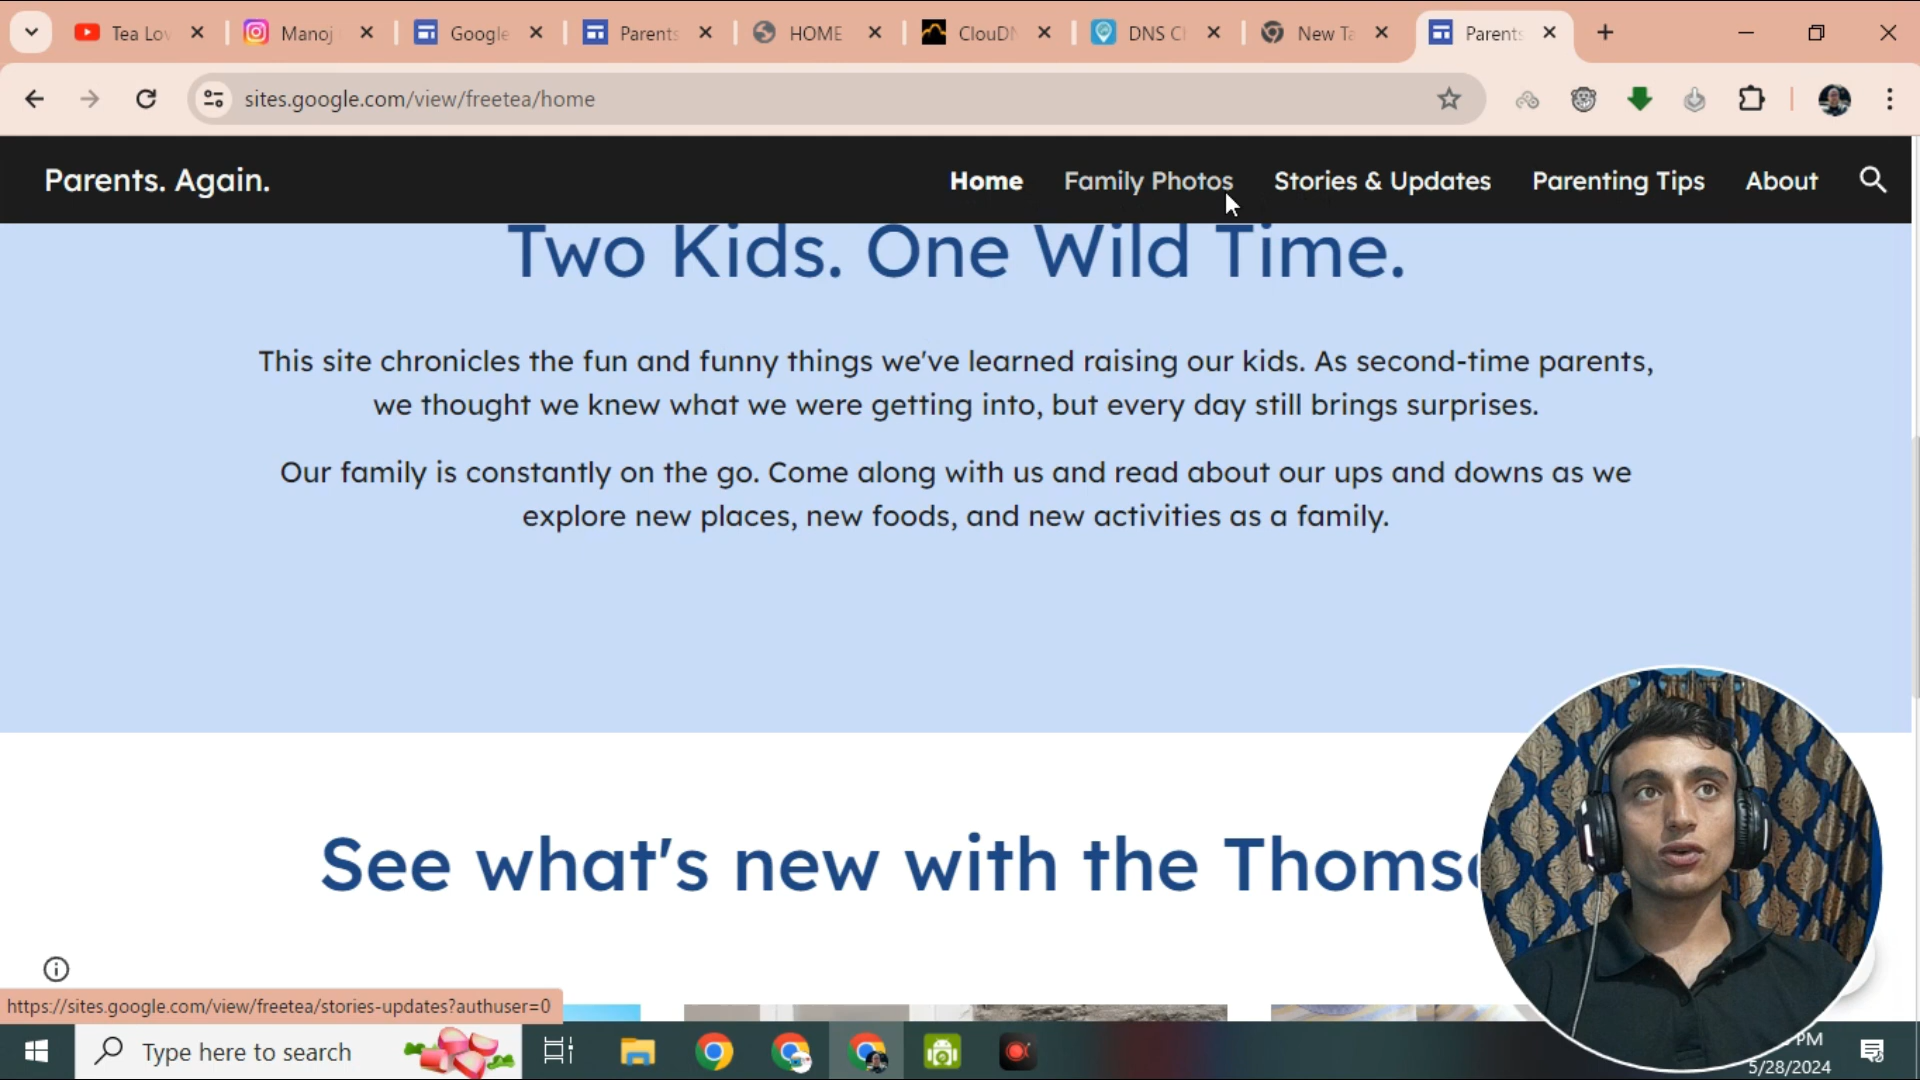 Tea Lov
Manoj
Google
Parents
HOME
ClouDN
DNS C
New Ta
Parents
sites.google.com/view/freetea/home
Parents. Again.
Home
Family Photos
Stories & Updates
Parenting Tips
About
Two Kids. One Wild Time.
This site chronicles the fun and funny things we've learned raising our kids. As second-time parents,
we thought we knew what we were getting into, but every day still brings surprises.
Our family is constantly on the go. Come along with us and read about our ups and downs as we
explore new places, new foods, and new activities as a family.
See what's new with the Thoms
https://sites.google.com/view/freetea/stories-updates?authuser=0
Type here to search
PM
5/28/2024